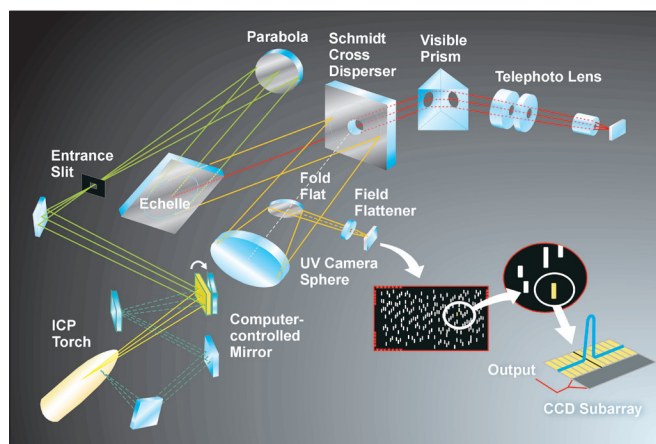 Parabola
Schmidt
Cross
Disperser
Visible
Prism
Telephoto Lens
Entrance
Slit
Echelle
Fold
Flat
Field
Flattener
UV Camera
Sphere
ICP
Torch
Computer-
controlled
Mirror
Output
CCD Subarray